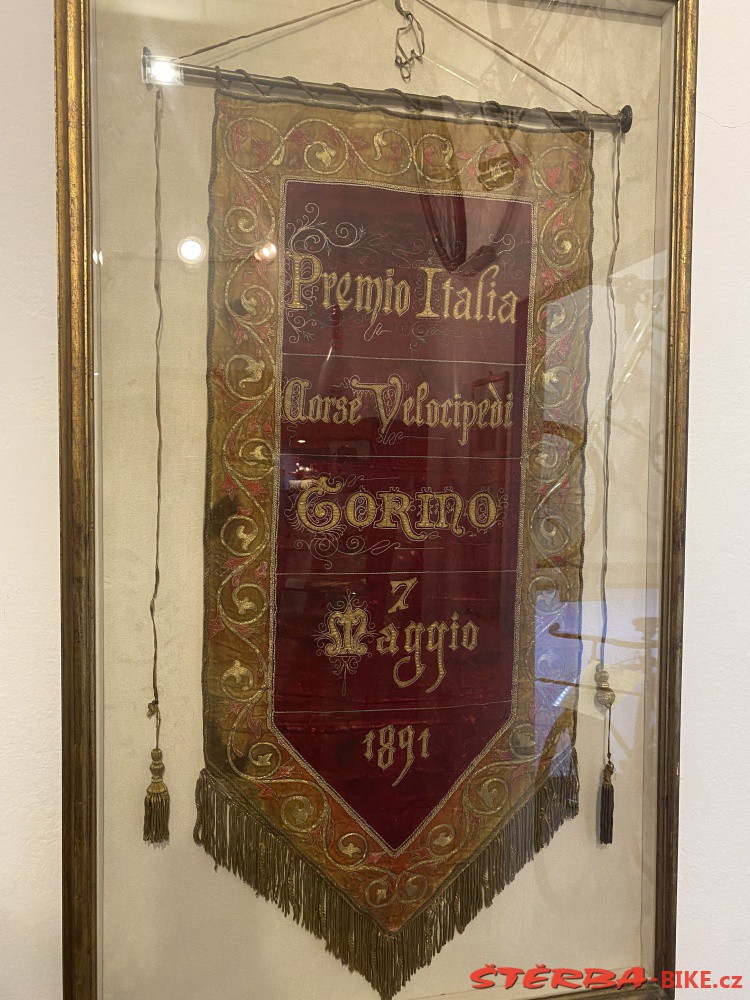 Premio Italia
Corse Velocipedi
Torino
7
Maggio
1891
ŠTĚRBA-BIKE.cz